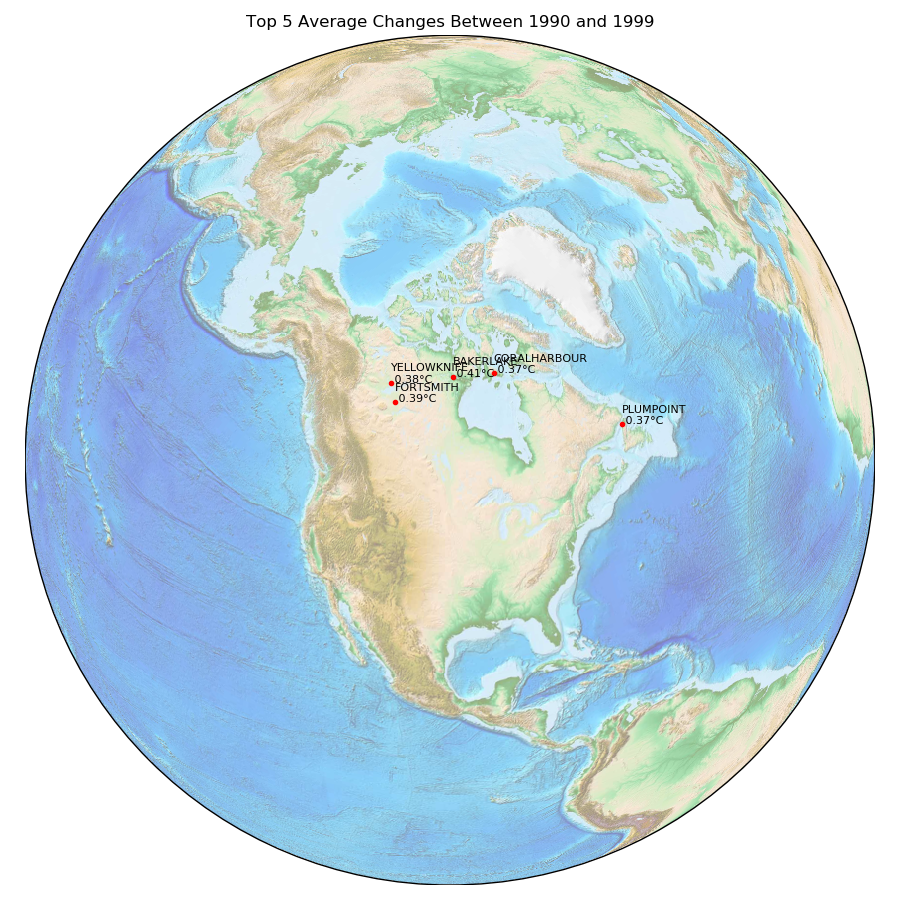 Top 5 Average Changes Between 1990 and 1999
CORALHARBOUR
0.37°C
BAKERLAKE
0.41°C
YELLOWKNIFE
0.38°C
FORTSMITH
0.39°C
PLUMPOINT
0.37°C